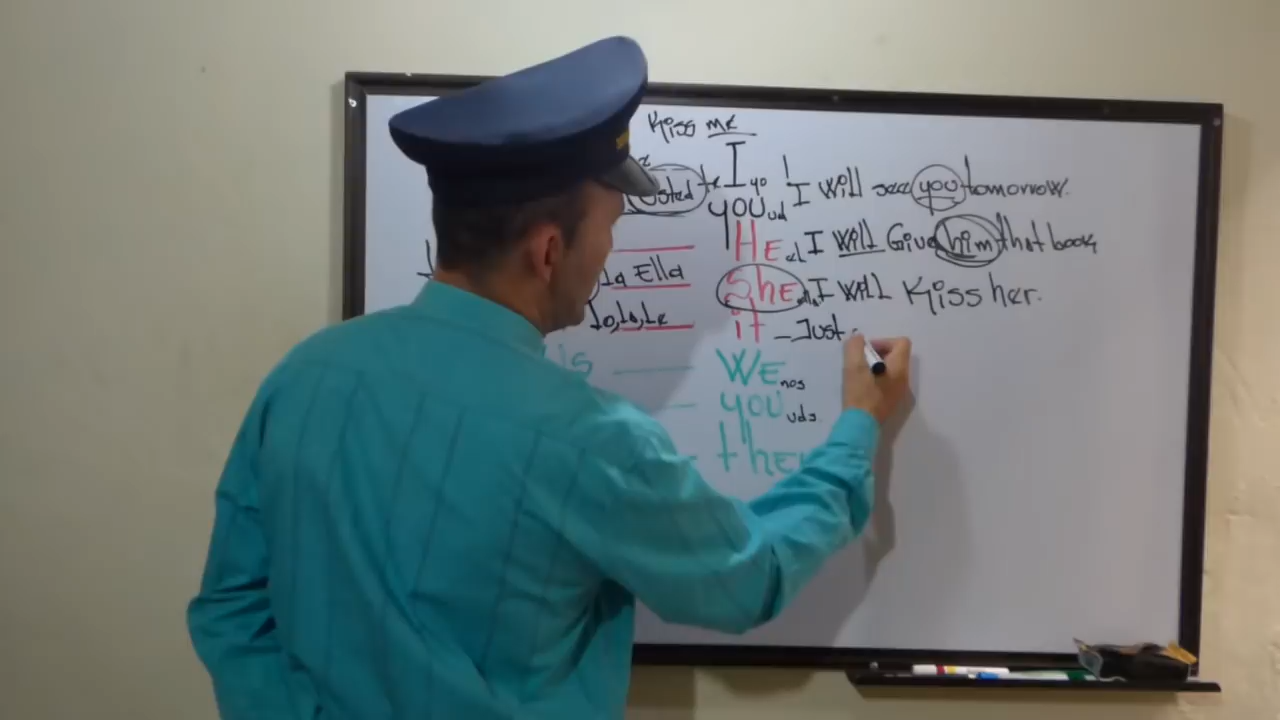 Kiss me
usted te I yo I will see you tomorrow.
you ud
He el I will Give him that book
la Ella She I will Kiss her.
lo, la, le it - Just
We nos
you uds.
the